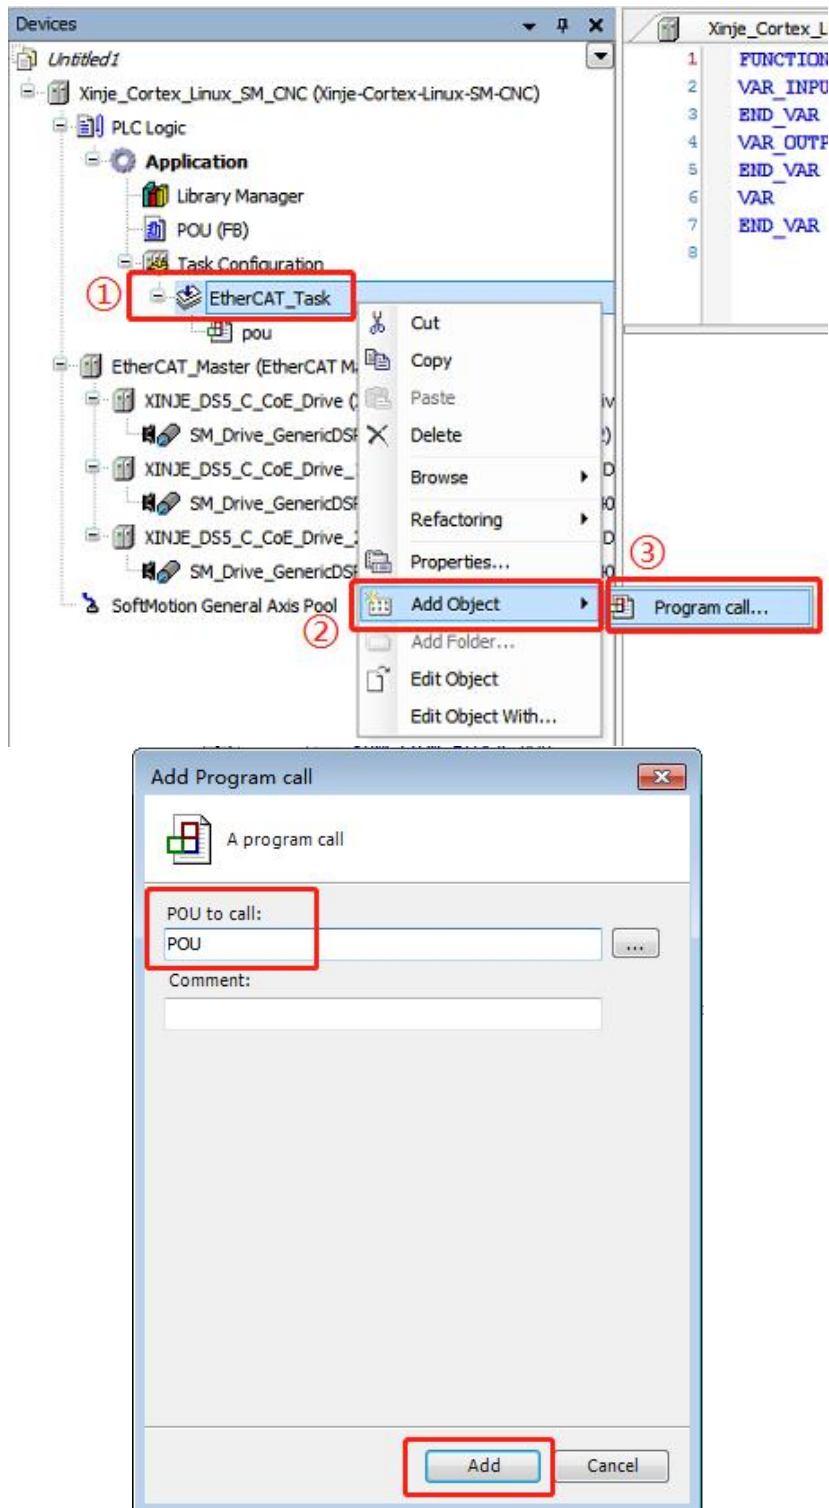 Devices
Xinje_Cortex_L
Untitled1
Xinje_Cortex_Linux_SM_CNC (Xinje-Cortex-Linux-SM-CNC)
PLC Logic
Application
Library Manager
POU (FB)
Task Configuration
① EtherCAT_Task
pou
EtherCAT_Master (EtherCAT M
XINJE_DS5_C_CoE_Drive (
iv
SM_Drive_GenericDS
)
XINJE_DS5_C_CoE_Drive_
D
SM_Drive_GenericDS
XINJE_DS5_C_CoE_Drive_
D
SM_Drive_GenericDS
SoftMotion General Axis Pool
1 FUNCTION
2 VAR_INPU
3 END_VAR
4 VAR_OUTP
5 END_VAR
6 VAR
7 END_VAR
8
Cut
Copy
Paste
Delete
Browse
Refactoring
Properties...
② Add Object
③ Program call...
Add Folder...
Edit Object
Edit Object With...
Add Program call
A program call
POU to call:
POU
...
Comment:
Add
Cancel